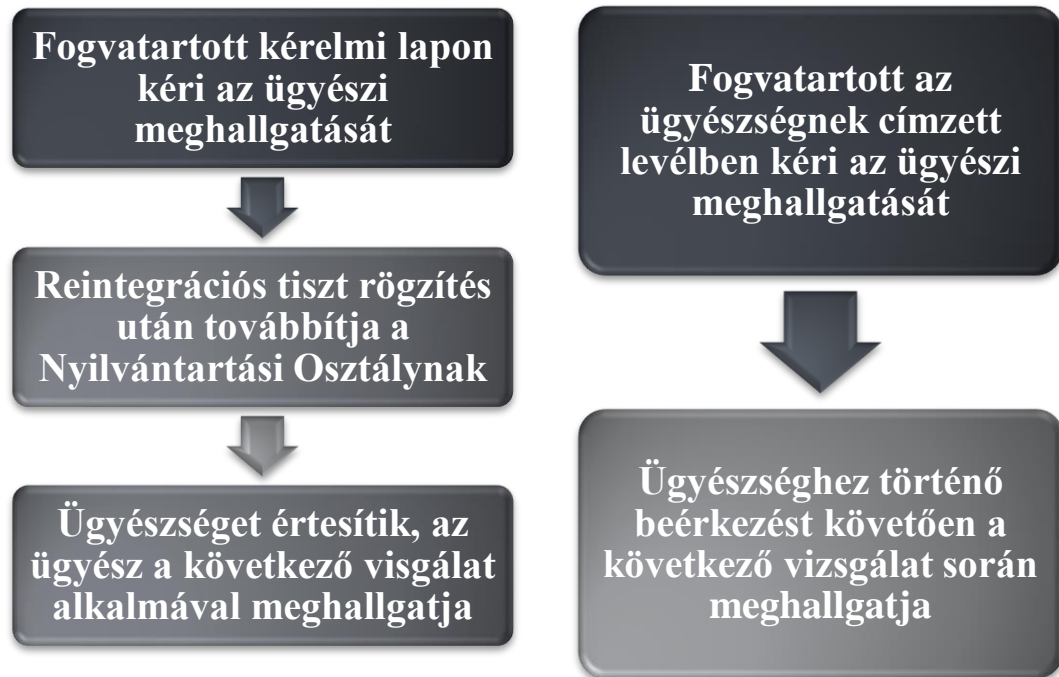 Fogvatartott kérelmi lapon
kéri az ügyészi
meghallgatását
Reintegrációs tiszt rögzítés
után továbbítja a
Nyilvántartási Osztálynak
Ügyészséget értesítik, az
ügyész a következő visgálat
alkalmával meghallgatja
Fogvatartott az
ügyészségnek címzett
levélben kéri az ügyészi
meghallgatását
Ügyészséghez történő
beérkezést követően a
következő vizsgálat során
meghallgatja